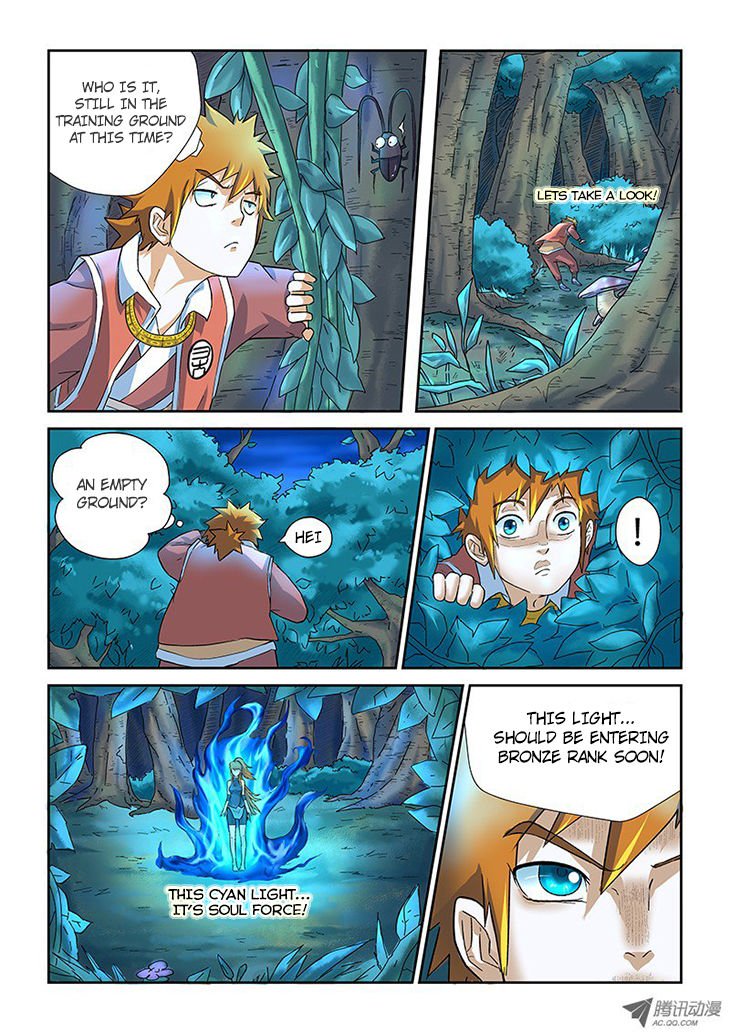 WHO IS IT,
STILL IN THE
TRAINING GROUND
AT THIS TIME?
LETS TAKE A LOOK!
AN EMPTY
GROUND?
HEI
!
THIS CYAN LIGHT...
IT'S SOUL FORCE!
THIS LIGHT...
SHOULD BE ENTERING
BRONZE RANK SOON!
腾讯动漫
AC.QQ.COM